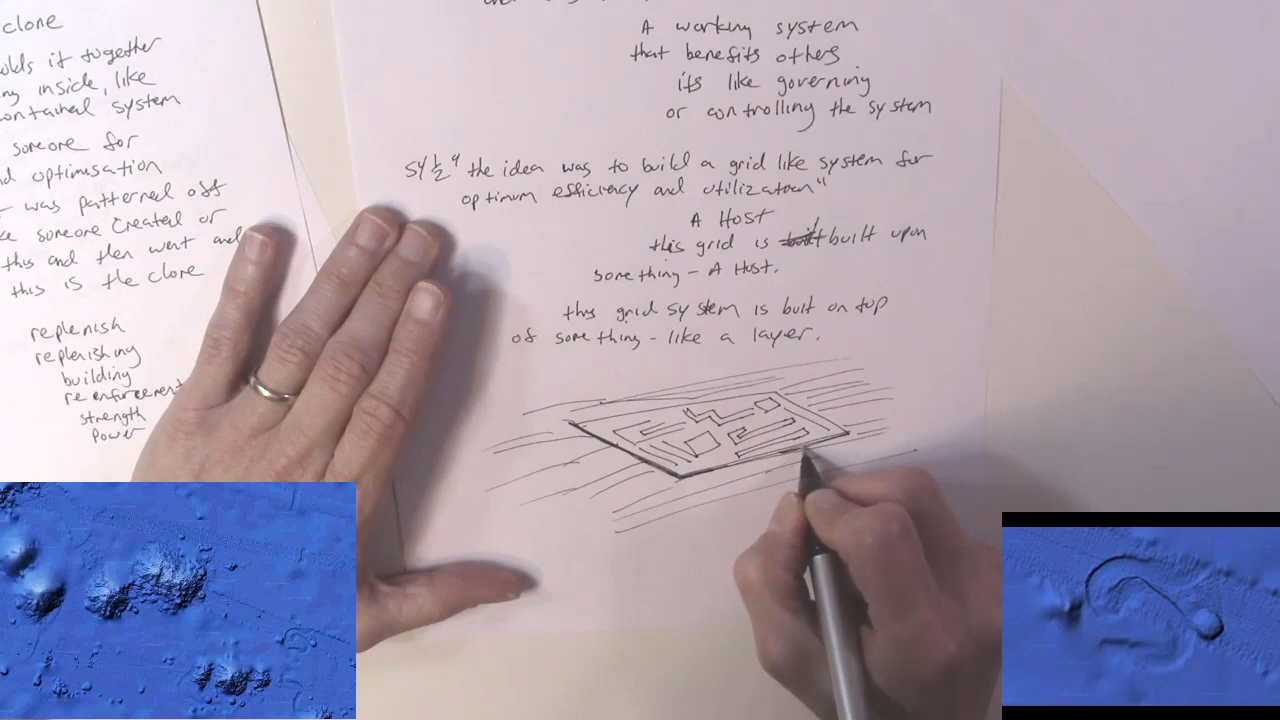 clone
olds it together
ng inside, like
contained system
someone for
nd optimisation
was patterned off
someone created or
this and then went and
this is the clone
replenish
replenishing
building
reenforcement
strength
power
A working system
that benefits others
its like governing
or controlling the system
SY½ "the idea was to build a grid like system for
optimum efficiency and utilization"
A Host
this grid is built upon
something - A Host.
this grid system is built on top
of something - like a layer.